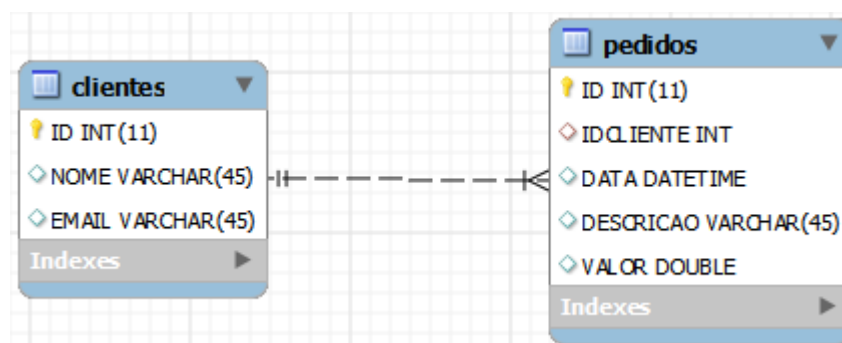 clientes
ID INT(11)
NOME VARCHAR(45)
EMAIL VARCHAR(45)
Indexes
pedidos
ID INT(11)
IDCLIENTE INT
DATA DATETIME
DESCRICAO VARCHAR(45)
VALOR DOUBLE
Indexes